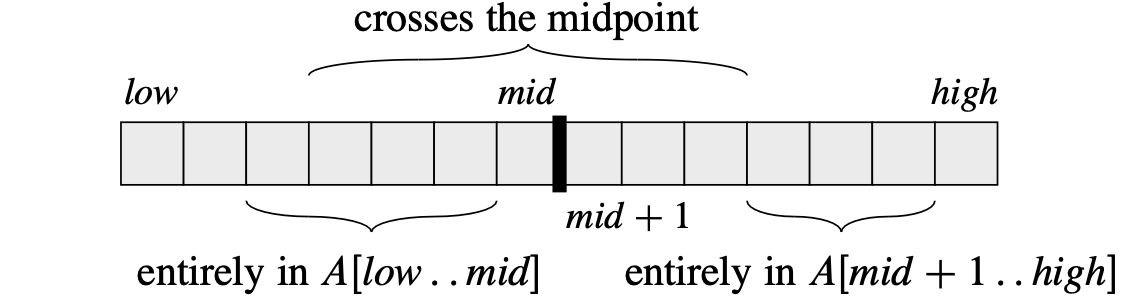 crosses the midpoint
low mid high
mid + 1
entirely in A[low . . mid] entirely in A[mid + 1 . . high]